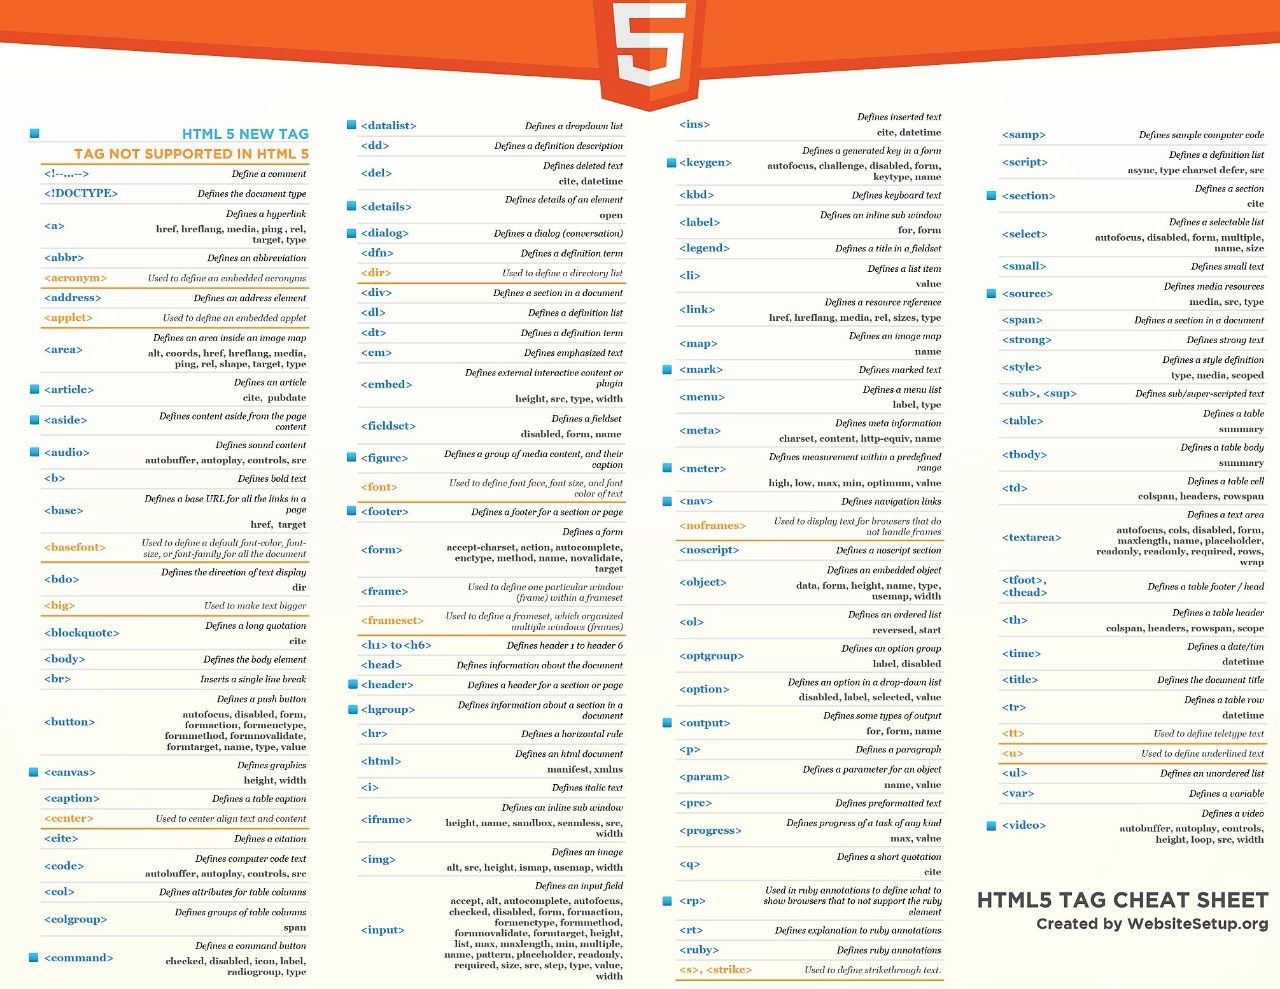 5
HTML 5 NEW TAG
TAG NOT SUPPORTED IN HTML 5
<!--...--> Define a comment
<!DOCTYPE> Defines the document type
<a> Defines a hyperlink
href, hreflang, media, ping , rel,
target, type
<abbr> Defines an abbreviation
<acronym> Used to define an embedded acronyms
<address> Defines an address element
<applet> Used to define an embedded applet
<area> Defines an area inside an image map
alt, coords, href, hreflang, media,
ping, rel, shape, target, type
<article> Defines an article
cite, pubdate
<aside> Defines content aside from the page
content
<audio> Defines sound content
autobuffer, autoplay, controls, src
<b> Defines bold text
<base> Defines a base URL for all the links in a
page
href, target
<basefont> Used to define a default font-color, font-
size, or font-family for all the document
<bdo> Defines the direction of text display
dir
<big> Used to make text bigger
<blockquote> Defines a long quotation
cite
<body> Defines the body element
<br> Inserts a single line break
<button> Defines a push button
autofocus, disabled, form,
formaction, formenctype,
formmethod, formnovalidate,
formtarget, name, type, value
<canvas> Defines graphics
height, width
<caption> Defines a table caption
<center> Used to center align text and content
<cite> Defines a citation
<code> Defines computer code text
autobuffer, autoplay, controls, src
<col> Defines attributes for table columns
<colgroup> Defines groups of table columns
span
<command> Defines a command button
checked, disabled, icon, label,
radiogroup, type
<datalist> Defines a dropdown list
<dd> Defines a definition description
<del> Defines deleted text
cite, datetime
<details> Defines details of an element
open
<dialog> Defines a dialog (conversation)
<dfn> Defines a definition term
<dir> Used to define a directory list
<div> Defines a section in a document
<dl> Defines a definition list
<dt> Defines a definition term
<em> Defines emphasized text
<embed> Defines external interactive content or
plugin
height, src, type, width
<fieldset> Defines a fieldset
disabled, form, name
<figure> Defines a group of media content, and their
caption
<font> Used to define font face, font size, and font
color of text
<footer> Defines a footer for a section or page
<form> Defines a form
accept-charset, action, autocomplete,
enctype, method, name, novalidate,
target
<frame> Used to define one particular window
(frame) within a frameset
<frameset> Used to define a frameset, which organized
multiple windows (frames)
<h1> to <h6> Defines header 1 to header 6
<head> Defines information about the document
<header> Defines a header for a section or page
<hgroup> Defines information about a section in a
document
<hr> Defines a horizontal rule
<html> Defines an html document
manifest, xmlns
<i> Defines italic text
<iframe> Defines an inline sub window
height, name, sandbox, seamless, src,
width
<img> Defines an image
alt, src, height, ismap, usemap, width
<input> Defines an input field
accept, alt, autocomplete, autofocus,
checked, disabled, form, formaction,
formenctype, formmethod,
formnovalidate, formtarget, height,
list, max, maxlength, min, multiple,
name, pattern, placeholder, readonly,
required, size, src, step, type, value,
width
<ins> Defines inserted text
cite, datetime
<keygen> Defines a generated key in a form
autofocus, challenge, disabled, form,
keytype, name
<kbd> Defines keyboard text
<label> Defines an inline sub window
for, form
<legend> Defines a title in a fieldset
<li> Defines a list item
value
<link> Defines a resource reference
href, hreflang, media, rel, sizes, type
<map> Defines an image map
name
<mark> Defines marked text
<menu> Defines a menu list
label, type
<meta> Defines meta information
charset, content, http-equiv, name
<meter> Defines measurement within a predefined
range
high, low, max, min, optimum, value
<nav> Defines navigation links
<noframes> Used to display text for browsers that do
not handle frames
<noscript> Defines a noscript section
<object> Defines an embedded object
data, form, height, name, type,
usemap, width
<ol> Defines an ordered list
reversed, start
<optgroup> Defines an option group
label, disabled
<option> Defines an option in a drop-down list
disabled, label, selected, value
<output> Defines some types of output
for, form, name
<p> Defines a paragraph
<param> Defines a parameter for an object
name, value
<pre> Defines preformatted text
<progress> Defines progress of a task of any kind
max, value
<q> Defines a short quotation
cite
<rp> Used in ruby annotations to define what to
show browsers that to not support the ruby
element
<rt> Defines explanation to ruby annotations
<ruby> Defines ruby annotations
<s>, <strike> Used to define strikethrough text.
<samp> Defines sample computer code
<script> Defines a definition list
async, type charset defer, src
<section> Defines a section
cite
<select> Defines a selectable list
autofocus, disabled, form, multiple,
name, size
<small> Defines small text
<source> Defines media resources
media, src, type
<span> Defines a section in a document
<strong> Defines strong text
<style> Defines a style definition
type, media, scoped
<sub>, <sup> Defines sub/super-scripted text
<table> Defines a table
summary
<tbody> Defines a table body
summary
<td> Defines a table cell
colspan, headers, rowspan
<textarea> Defines a text area
autofocus, cols, disabled, form,
maxlength, name, placeholder,
readonly, readonly, required, rows,
wrap
<tfoot>,
<thead> Defines a table footer / head
<th> Defines a table header
colspan, headers, rowspan, scope
<time> Defines a date/tim
datetime
<title> Defines the document title
<tr> Defines a table row
datetime
<tt> Used to define teletype text
<u> Used to define underlined text
<ul> Defines an unordered list
<var> Defines a variable
<video> Defines a video
autobuffer, autoplay, controls,
height, loop, src, width
HTML5 TAG CHEAT SHEET
Created by WebsiteSetup.org